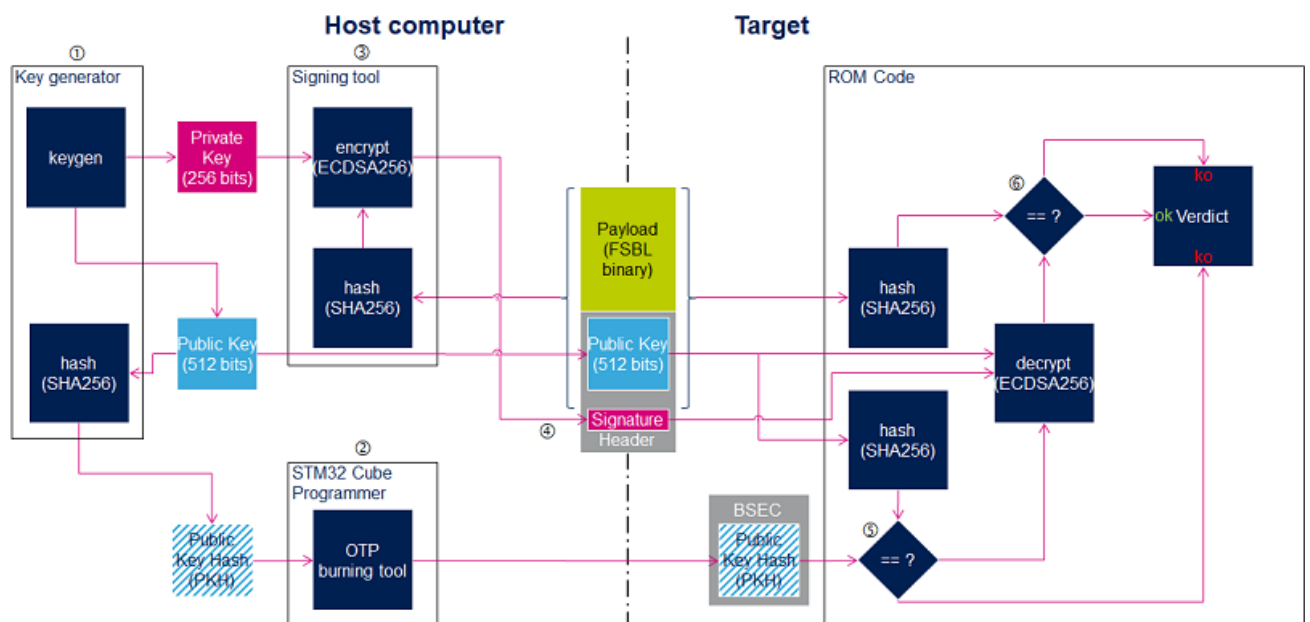 Host computer
Target
①
Key generator
keygen
hash
(SHA256)
Private
Key
(256 bits)
Public Key
(512 bits)
Public
Key Hash
(PKH)
③
Signing tool
encrypt
(ECDSA256)
hash
(SHA256)
②
STM32 Cube
Programmer
OTP
burning tool
④
Payload
(FSBL
binary)
Public Key
(512 bits)
Signature
Header
BSEC
Public
Key Hash
(PKH)
ROM Code
hash
(SHA256)
hash
(SHA256)
⑤
== ?
decrypt
(ECDSA256)
⑥
== ?
ko
ok Verdict
ko